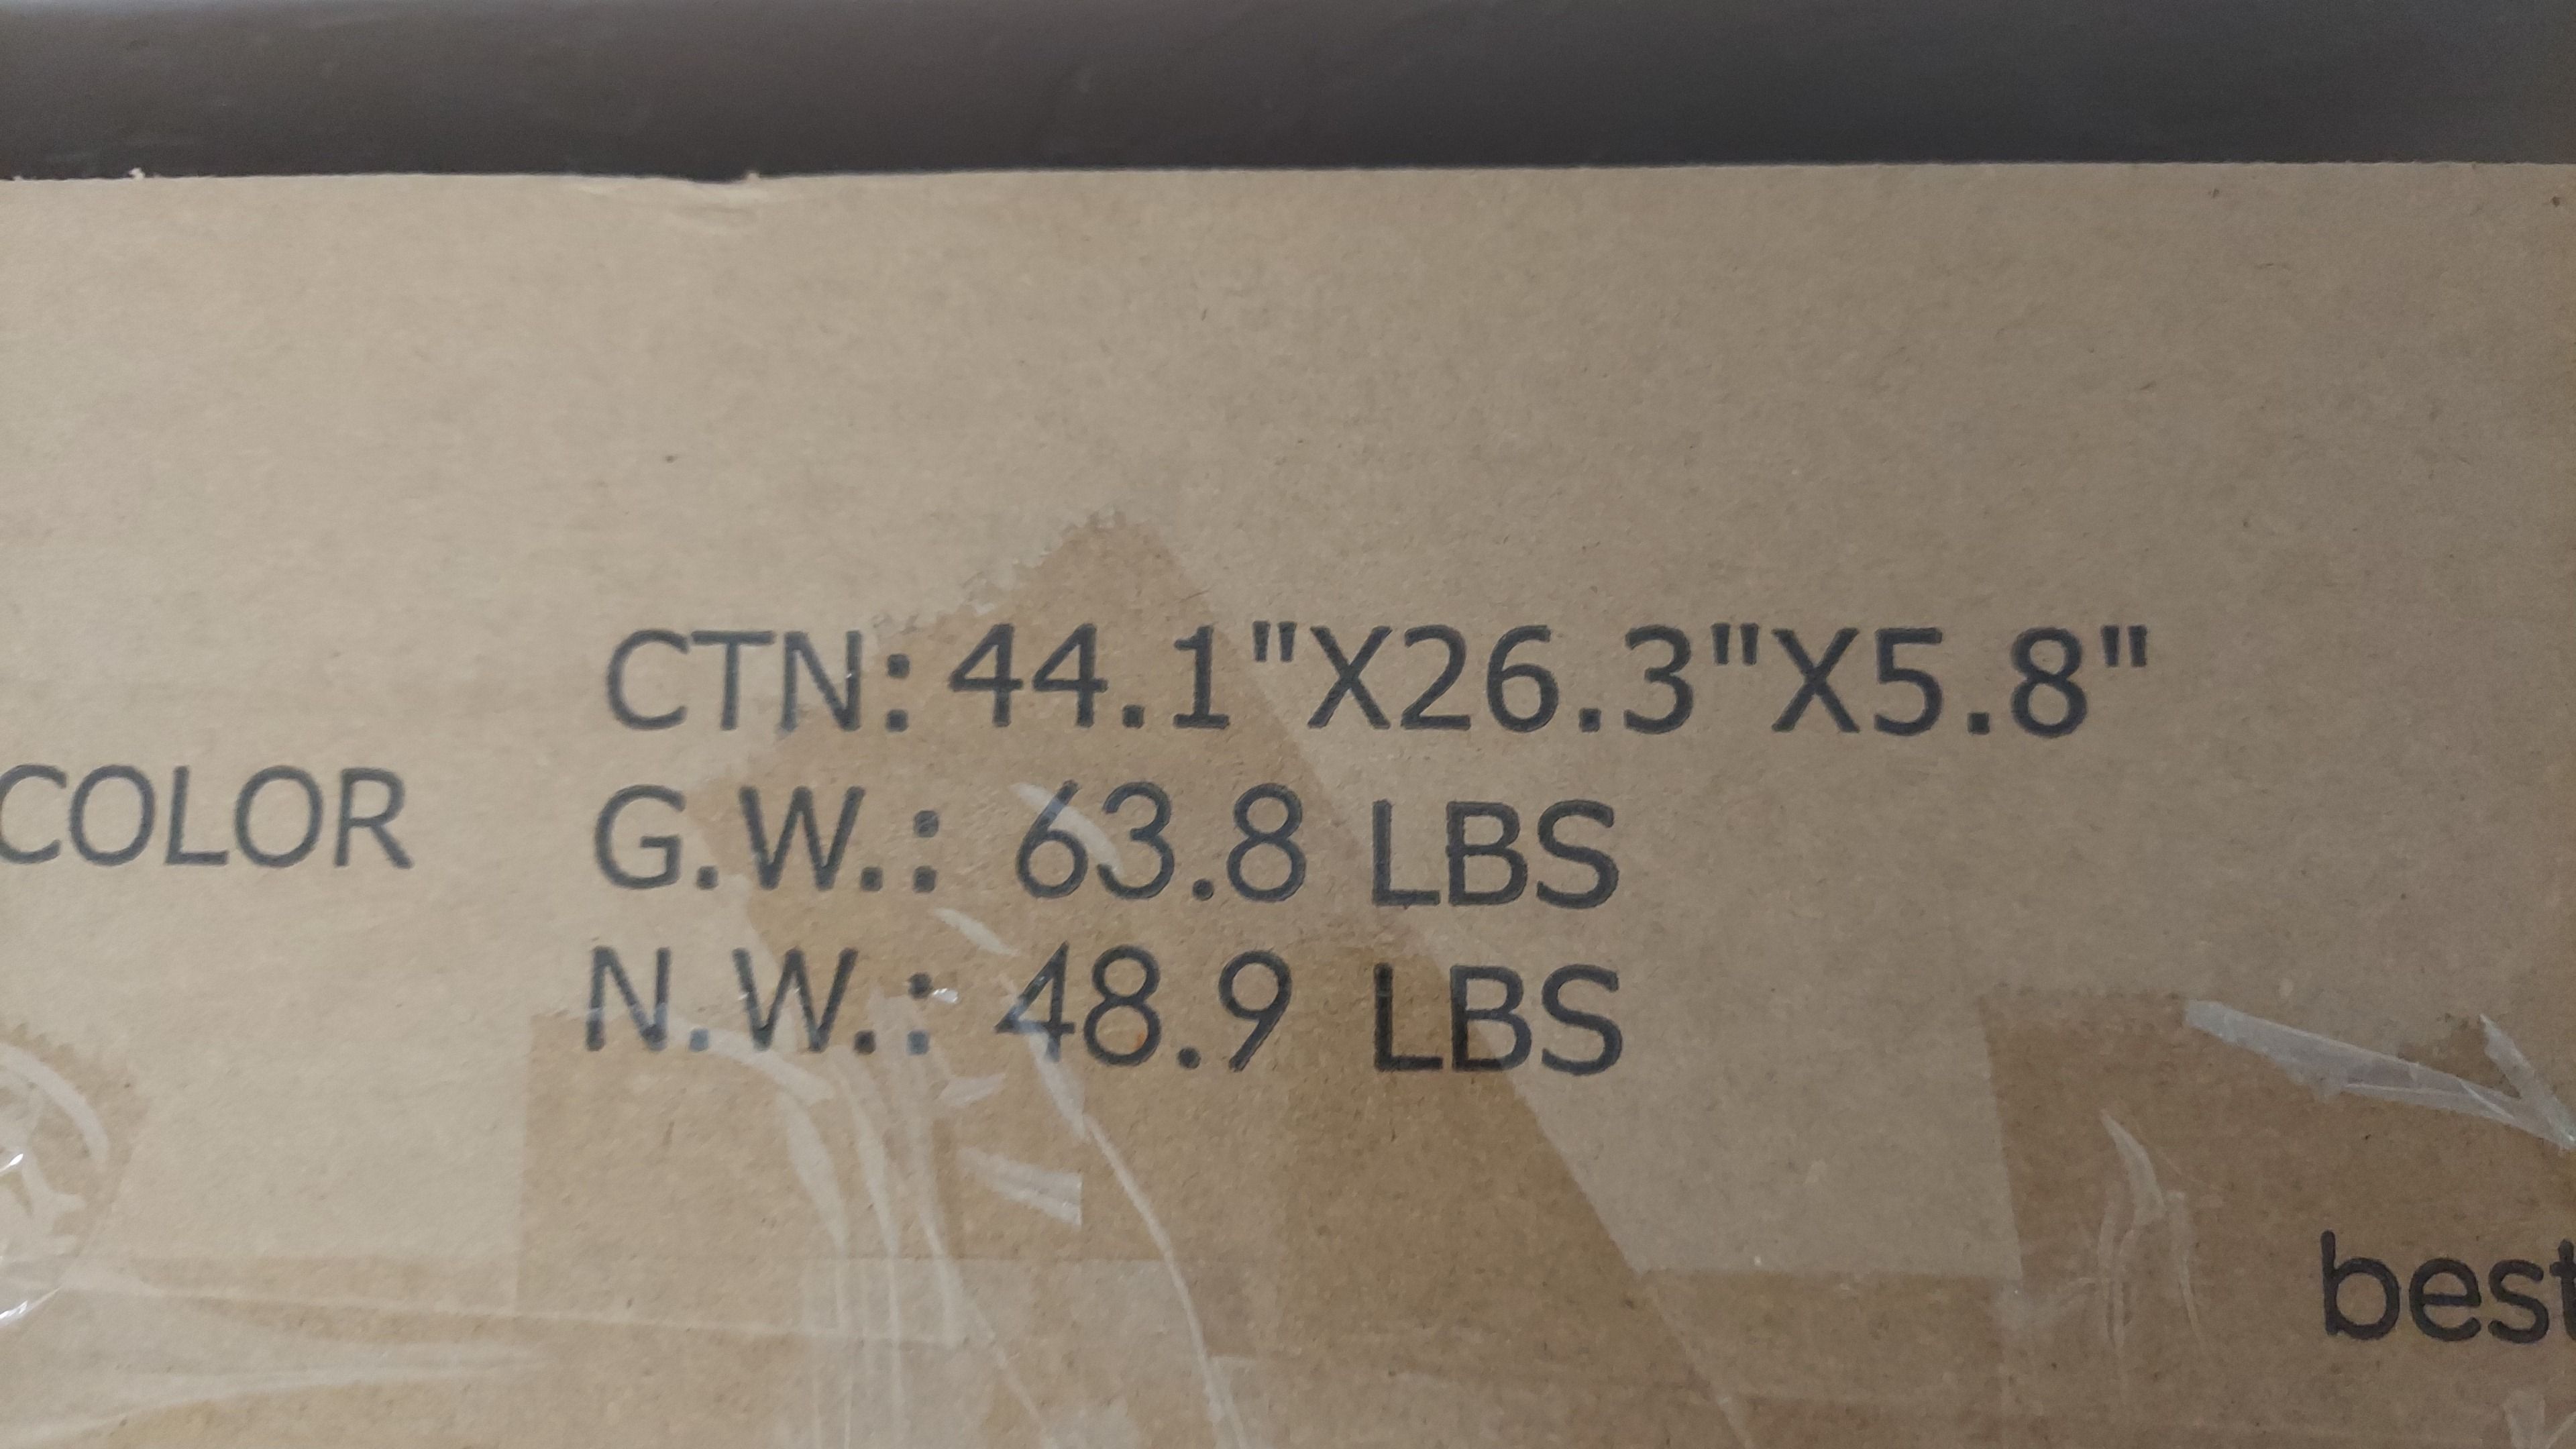 CTN: 44.1"X26.3"X5.8"
COLOR
G.W.: 63.8 LBS
N.W.: 48.9 LBS
best